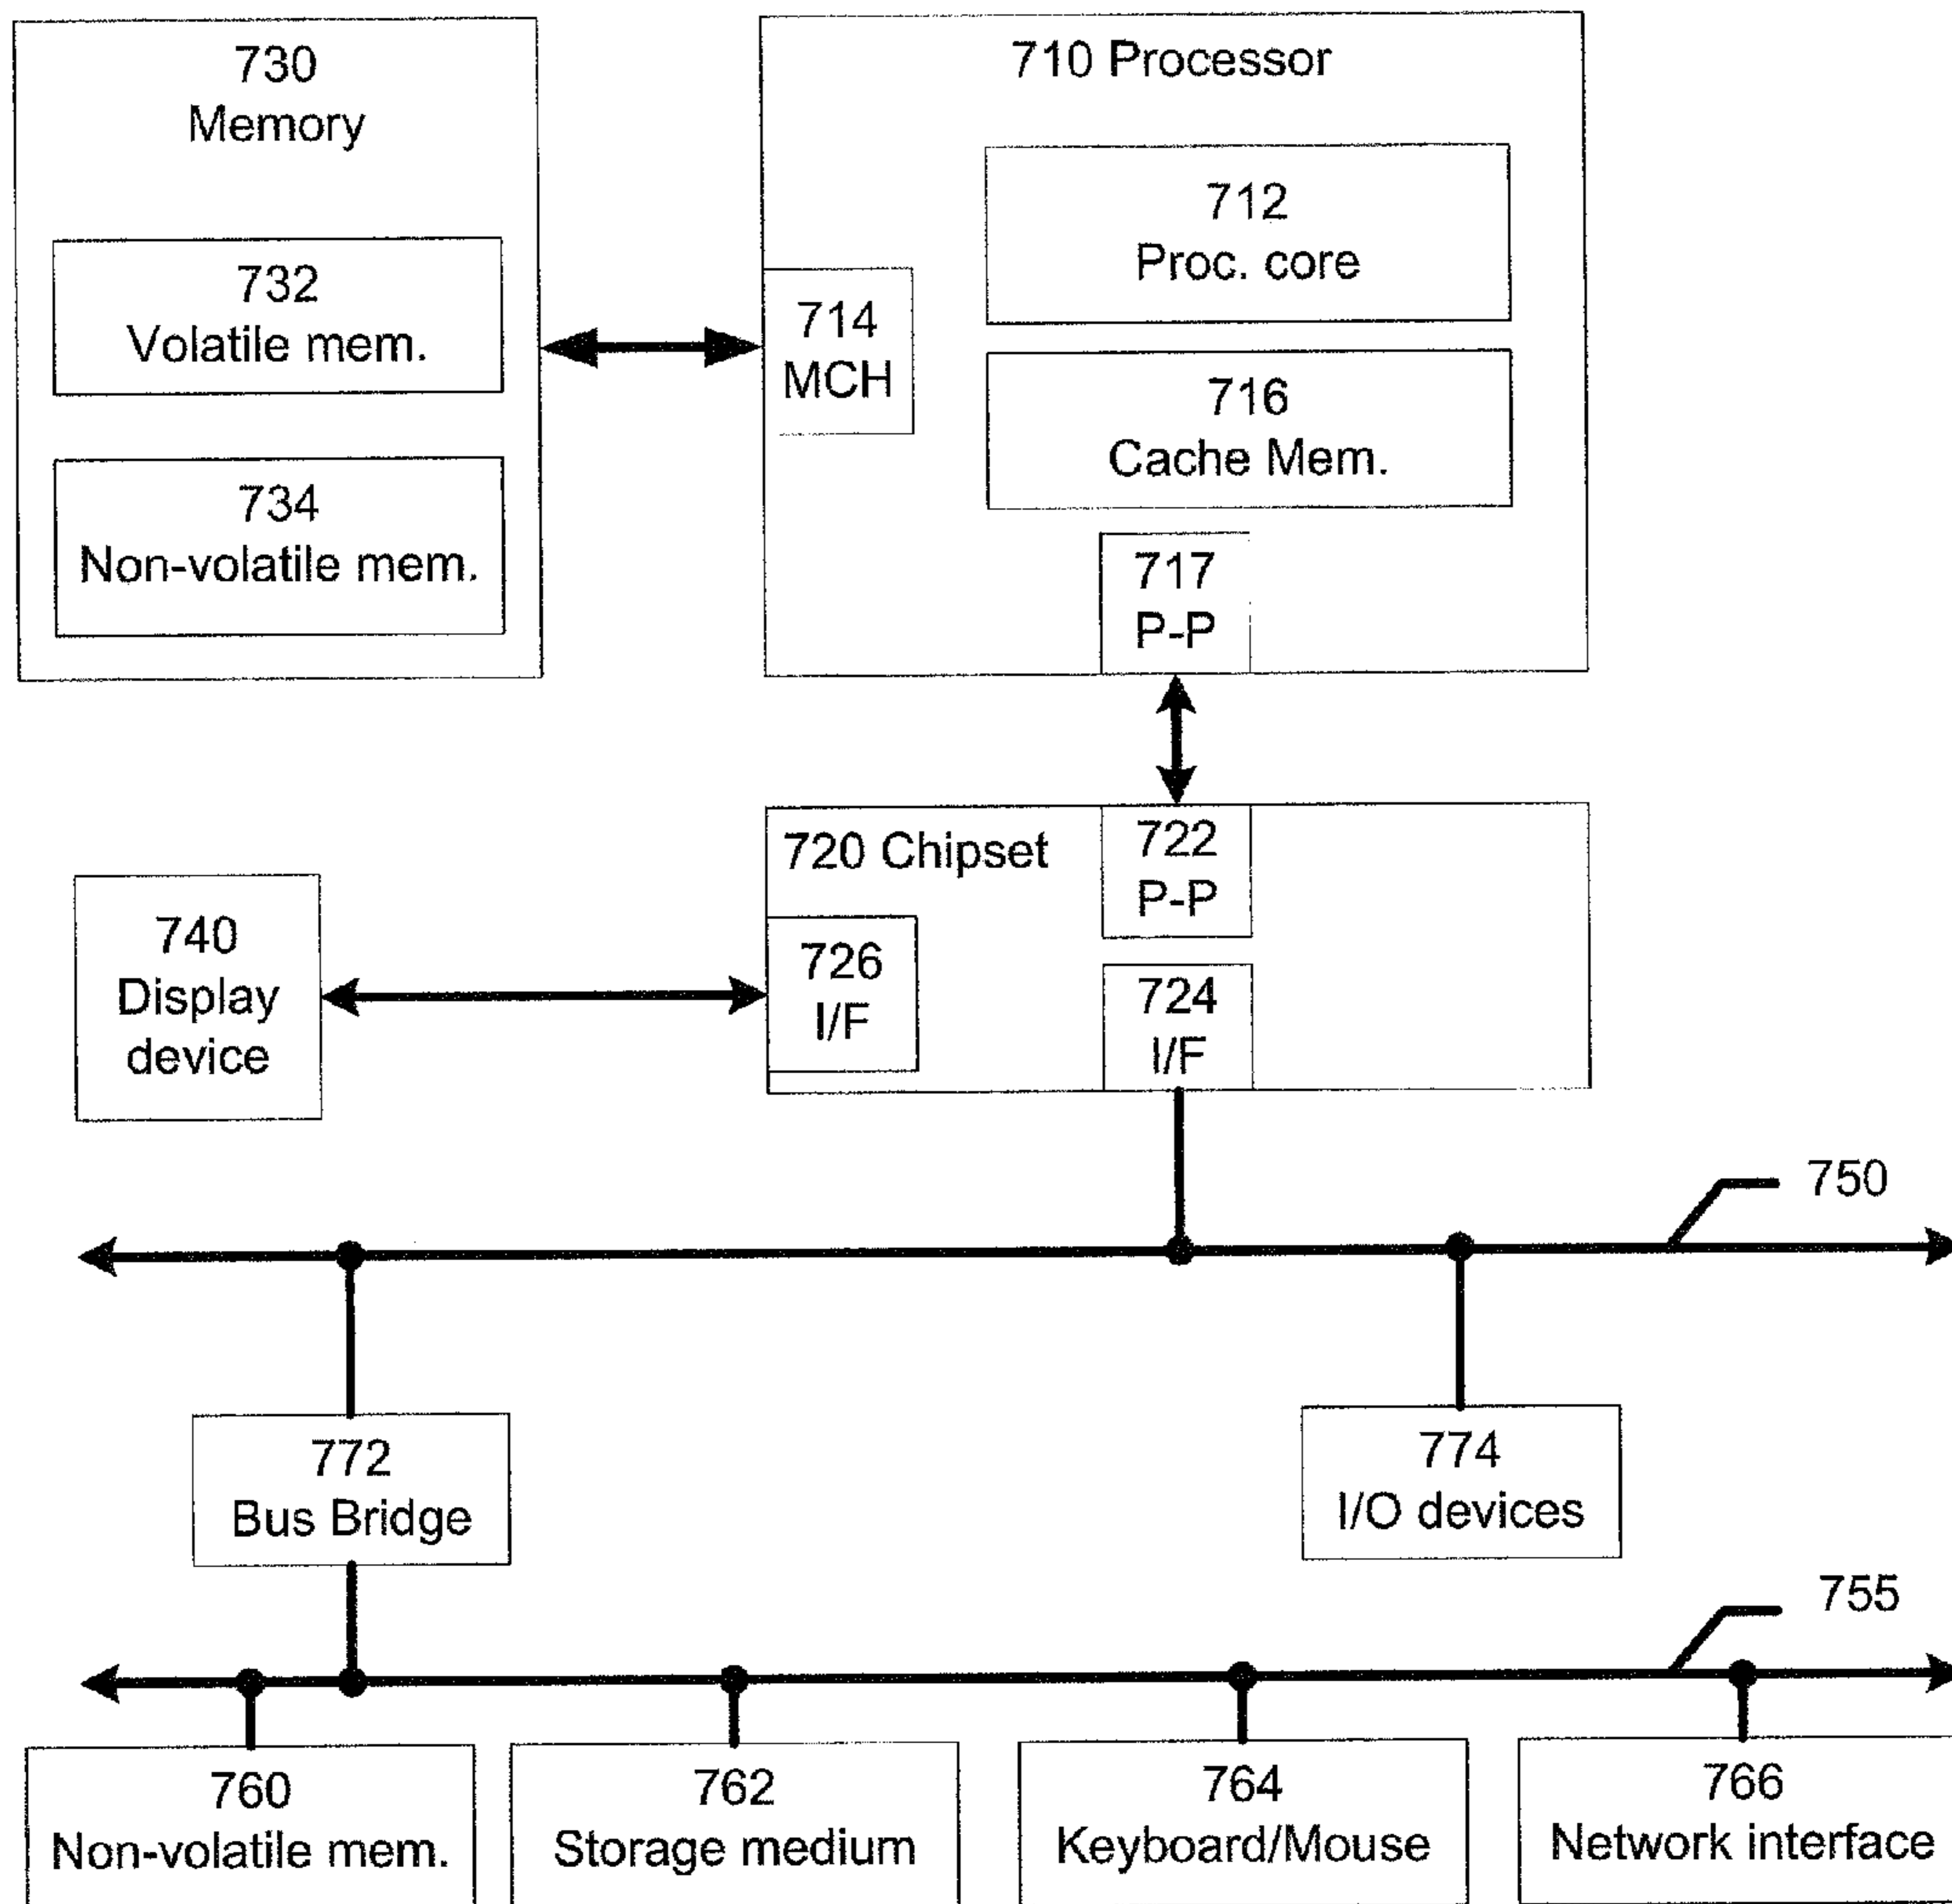 730
Memory
732
Volatile mem.
734
Non-volatile mem.
710 Processor
712
Proc. core
714
MCH
716
Cache Mem.
717
P-P
720 Chipset
722
P-P
726
I/F
724
I/F
740
Display
device
750
772
Bus Bridge
774
I/O devices
755
760
Non-volatile mem.
762
Storage medium
764
Keyboard/Mouse
766
Network interface